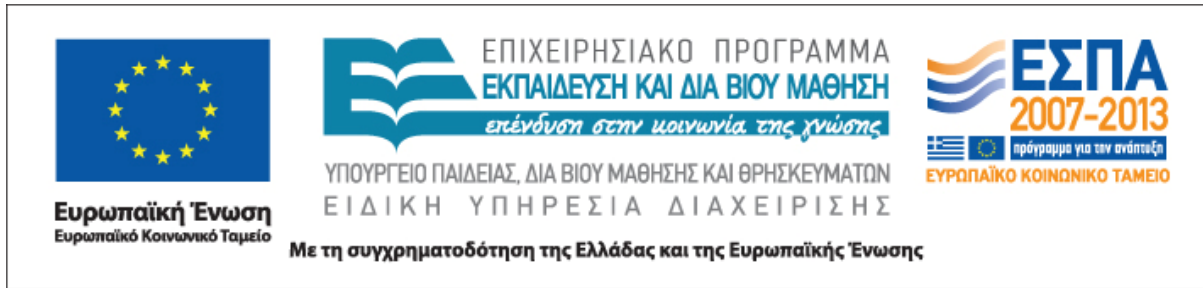 Ευρωπαϊκή Ένωση
Ευρωπαϊκό Κοινωνικό Ταμείο
ΕΠΙΧΕΙΡΗΣΙΑΚΟ ΠΡΟΓΡΑΜΜΑ
ΕΚΠΑΙΔΕΥΣΗ ΚΑΙ ΔΙΑ ΒΙΟΥ ΜΑΘΗΣΗ
επένδυση στην κοινωνία της γνώσης
ΥΠΟΥΡΓΕΙΟ ΠΑΙΔΕΙΑΣ, ΔΙΑ ΒΙΟΥ ΜΑΘΗΣΗΣ ΚΑΙ ΘΡΗΣΚΕΥΜΑΤΩΝ
ΕΙΔΙΚΗ ΥΠΗΡΕΣΙΑ ΔΙΑΧΕΙΡΙΣΗΣ
Με τη συγχρηματοδότηση της Ελλάδας και της Ευρωπαϊκής Ένωσης
ΕΣΠΑ
2007-2013
πρόγραμμα για την ανάπτυξη
ΕΥΡΩΠΑΪΚΟ ΚΟΙΝΩΝΙΚΟ ΤΑΜΕΙΟ